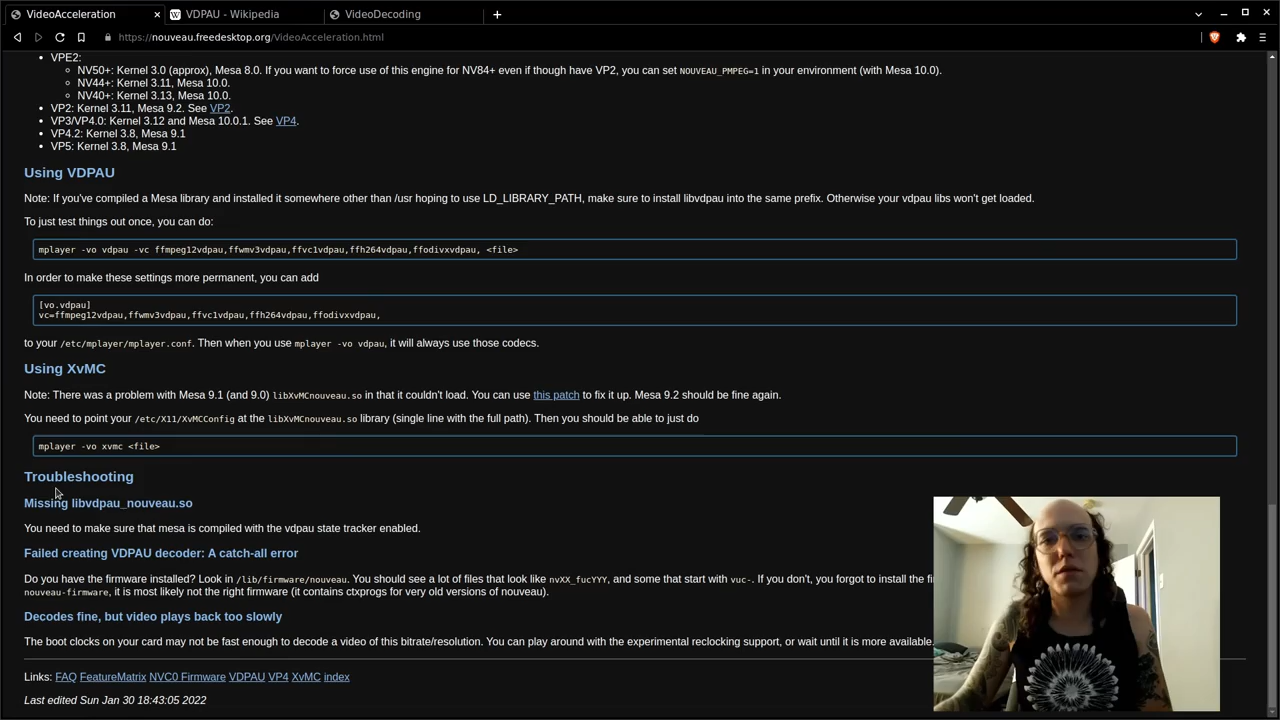 VideoAcceleration
VDPAU - Wikipedia
VideoDecoding
https://nouveau.freedesktop.org/VideoAcceleration.html
VPE2:
NV50+: Kernel 3.0 (approx), Mesa 8.0. If you want to force use of this engine for NV84+ even if though have VP2, you can set NOUVEAU_PMPEG=1 in your environment (with Mesa 10.0).
NV44+: Kernel 3.11, Mesa 10.0.
NV40+: Kernel 3.13, Mesa 10.0.
VP2: Kernel 3.11, Mesa 9.2. See VP2.
VP3/VP4.0: Kernel 3.12 and Mesa 10.0.1. See VP4.
VP4.2: Kernel 3.8, Mesa 9.1
VP5: Kernel 3.8, Mesa 9.1
Using VDPAU
Note: If you've compiled a Mesa library and installed it somewhere other than /usr hoping to use LD_LIBRARY_PATH, make sure to install libvdpau into the same prefix. Otherwise your vdpau libs won't get loaded.
To just test things out once, you can do:
mplayer -vo vdpau -vc ffmpeg12vdpau,ffwmv3vdpau,ffvc1vdpau,ffh264vdpau,ffodivxvdpau, <file>
In order to make these settings more permanent, you can add
[vo.vdpau]
vc=ffmpeg12vdpau,ffwmv3vdpau,ffvc1vdpau,ffh264vdpau,ffodivxvdpau,
to your /etc/mplayer/mplayer.conf. Then when you use mplayer -vo vdpau, it will always use those codecs.
Using XvMC
Note: There was a problem with Mesa 9.1 (and 9.0) libXvMCnouveau.so in that it couldn't load. You can use this patch to fix it up. Mesa 9.2 should be fine again.
You need to point your /etc/X11/XvMCConfig at the libXvMCnouveau.so library (single line with the full path). Then you should be able to just do
mplayer -vo xvmc <file>
Troubleshooting
Missing libvdpau_nouveau.so
You need to make sure that mesa is compiled with the vdpau state tracker enabled.
Failed creating VDPAU decoder: A catch-all error
Do you have the firmware installed? Look in /lib/firmware/nouveau. You should see a lot of files that look like nvXX_fucYYY, and some that start with vuc-. If you don't, you forgot to install the
nouveau-firmware, it is most likely not the right firmware (it contains ctxprogs for very old versions of nouveau).
Decodes fine, but video plays back too slowly
The boot clocks on your card may not be fast enough to decode a video of this bitrate/resolution. You can play around with the experimental reclocking support, or wait until it is more available.
Links: FAQ FeatureMatrix NVC0 Firmware VDPAU VP4 XvMC index
Last edited Sun Jan 30 18:43:05 2022